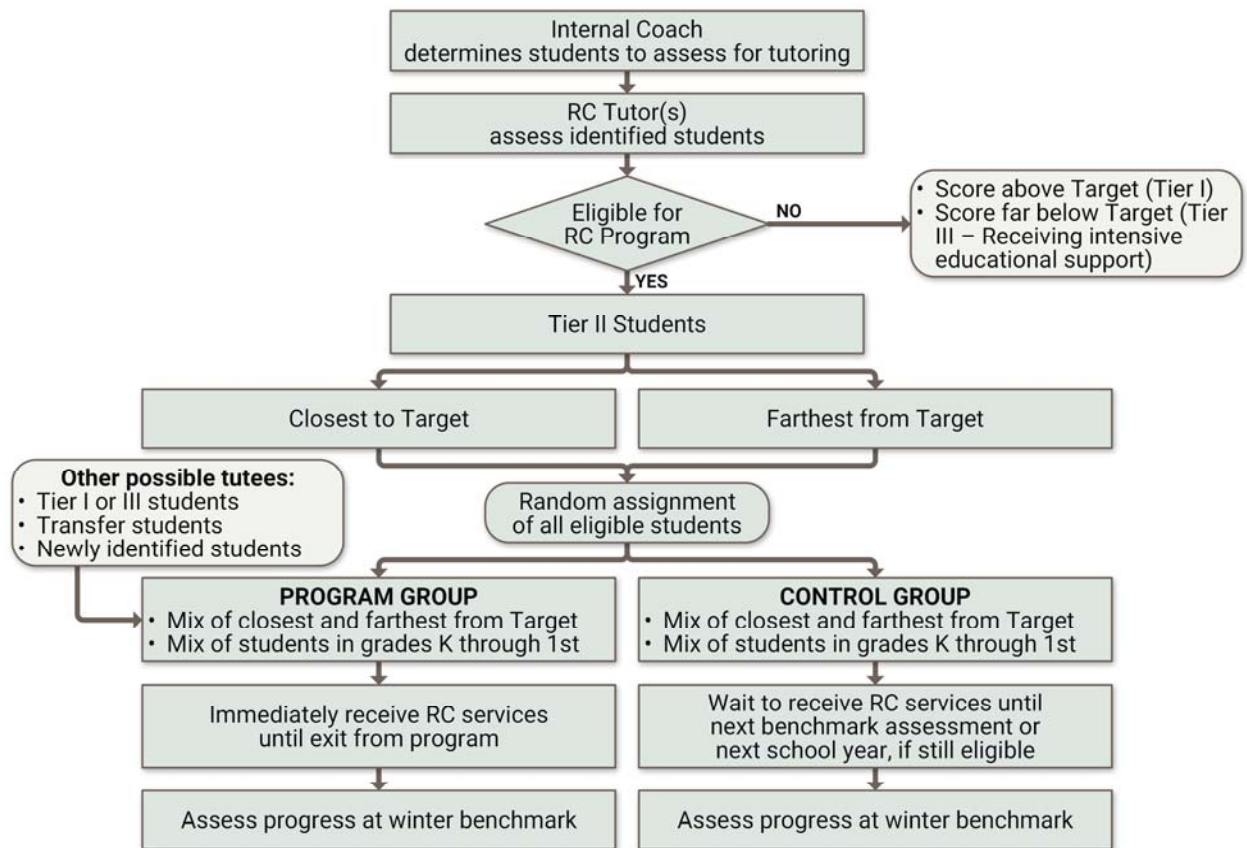 Internal Coach
determines students to assess for tutoring
RC Tutor(s)
assess identified students
Eligible for
RC Program
NO
• Score above Target (Tier I)
• Score far below Target (Tier
III – Receiving intensive
educational support)
YES
Tier II Students
Closest to Target
Farthest from Target
Other possible tutees:
• Tier I or III students
• Transfer students
• Newly identified students
Random assignment
of all eligible students
PROGRAM GROUP
• Mix of closest and farthest from Target
• Mix of students in grades K through 1st
CONTROL GROUP
• Mix of closest and farthest from Target
• Mix of students in grades K through 1st
Immediately receive RC services
until exit from program
Wait to receive RC services until
next benchmark assessment or
next school year, if still eligible
Assess progress at winter benchmark
Assess progress at winter benchmark